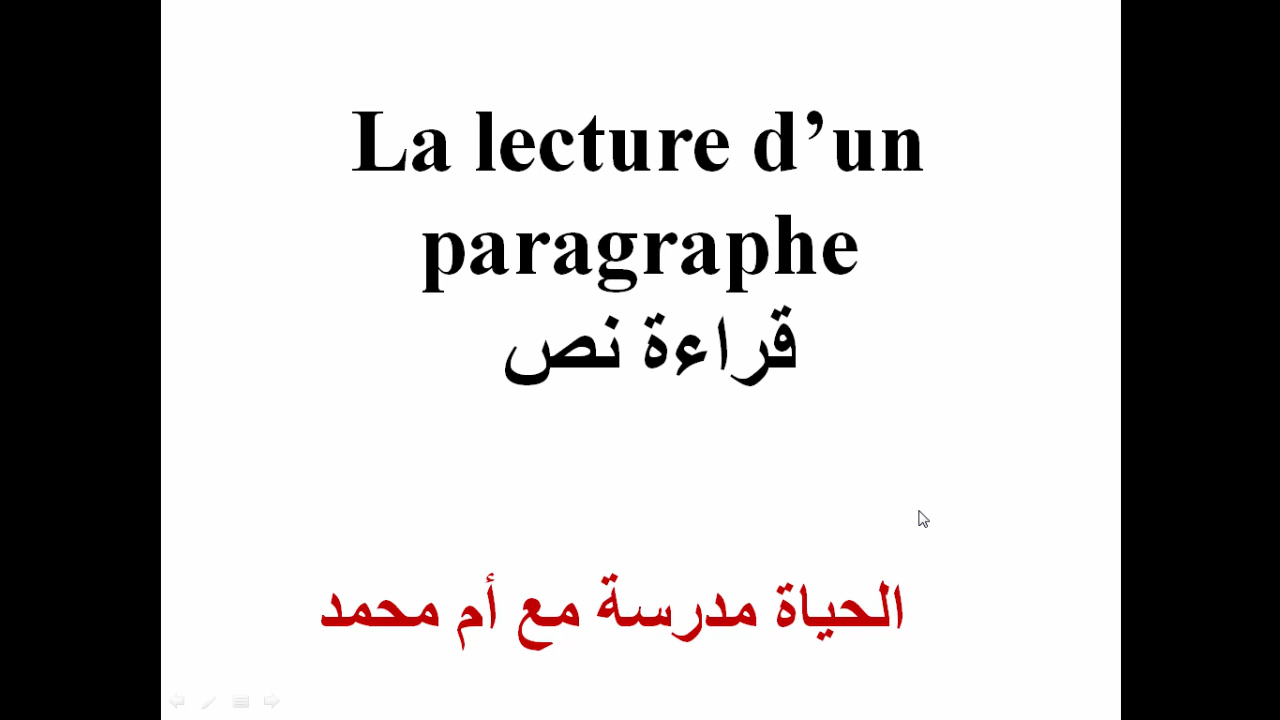 La lecture d’un
paragraphe
قراءة نص
الحياة مدرسة مع أم محمد